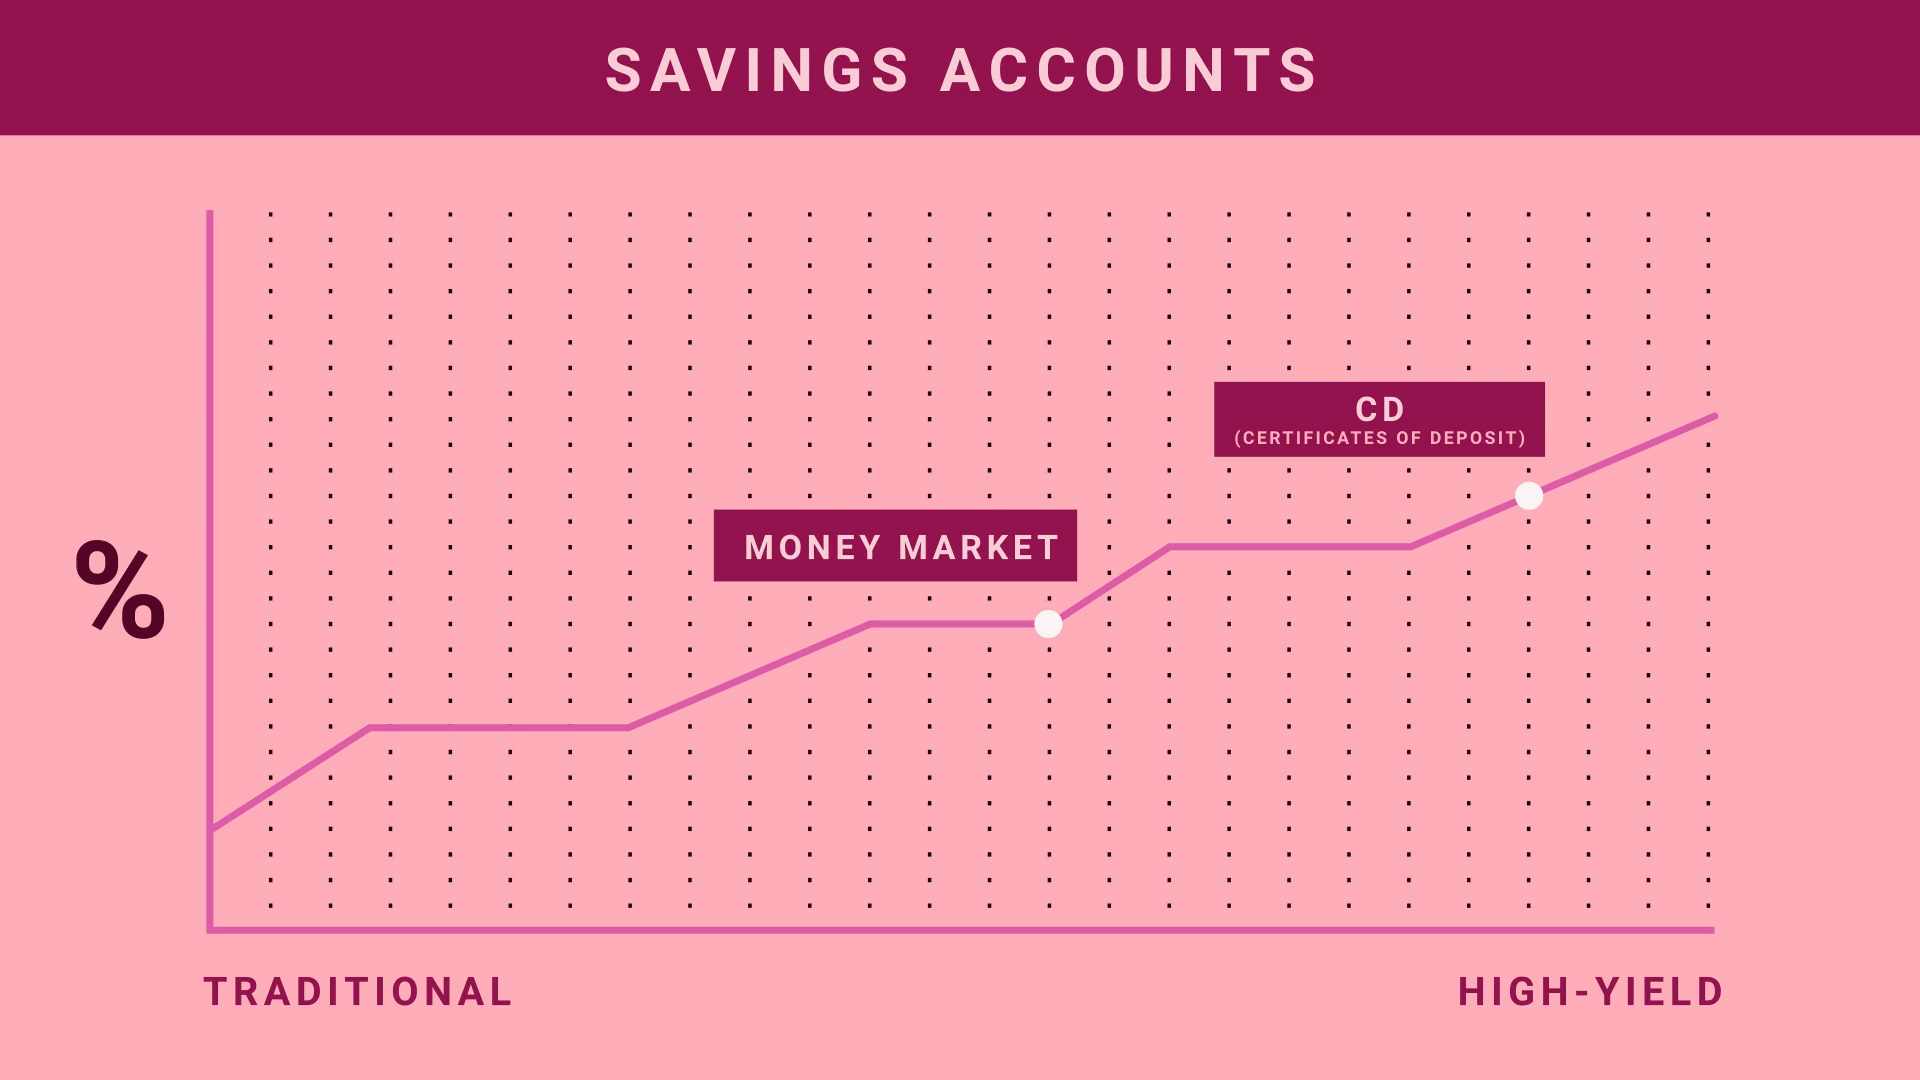 SAVINGS ACCOUNTS
CD
(CERTIFICATES OF DEPOSIT)
MONEY MARKET
%
TRADITIONAL
HIGH-YIELD